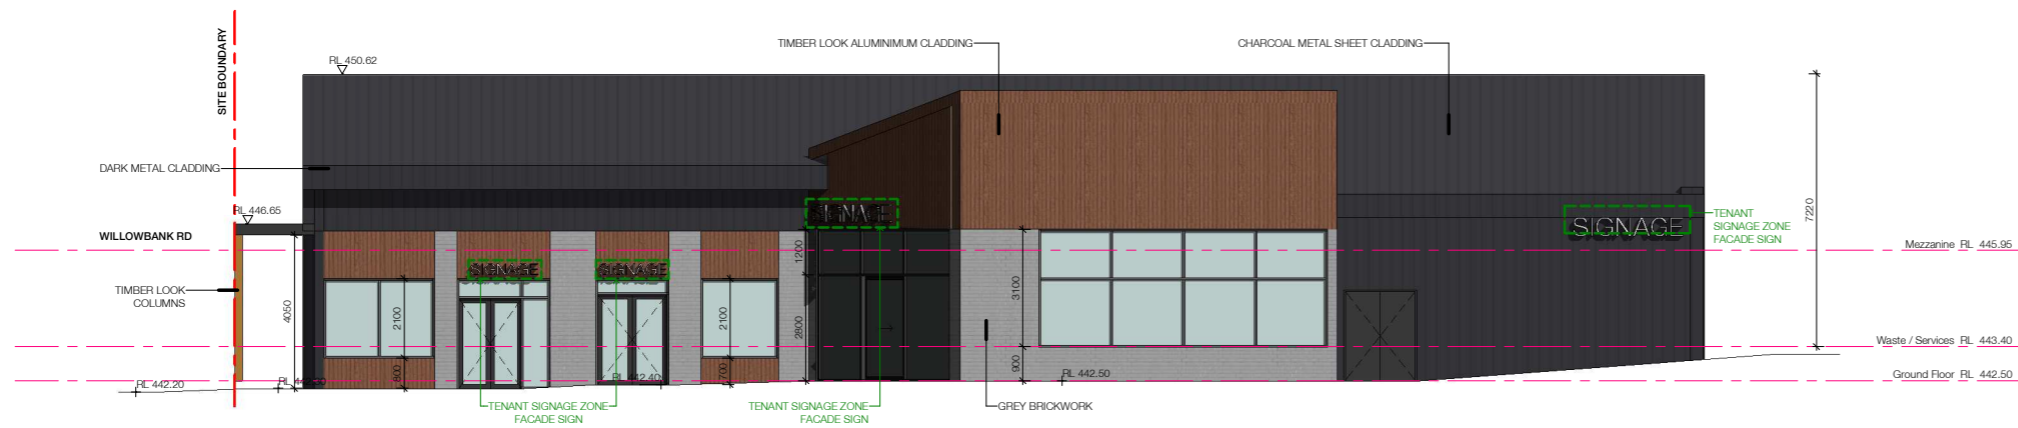 SITE BOUNDARY
TIMBER LOOK ALUMINIMUM CLADDING
CHARCOAL METAL SHEET CLADDING
RL 450.62
DARK METAL CLADDING
RL 446.65
WILLOWBANK RD
SIGNAGE
SIGNAGE
TENANT
SIGNAGE ZONE
FACADE SIGN
7220
Mezzanine RL 445.95
1200
SIGNAGE
SIGNAGE
TIMBER LOOK
COLUMNS
4050
2100
2100
2800
3100
Waste / Services RL 443.40
800
700
900
RL 442.20
RL
RL 442.40
RL 442.50
Ground Floor RL 442.50
TENANT SIGNAGE ZONE
FACADE SIGN
TENANT SIGNAGE ZONE
FACADE SIGN
GREY BRICKWORK